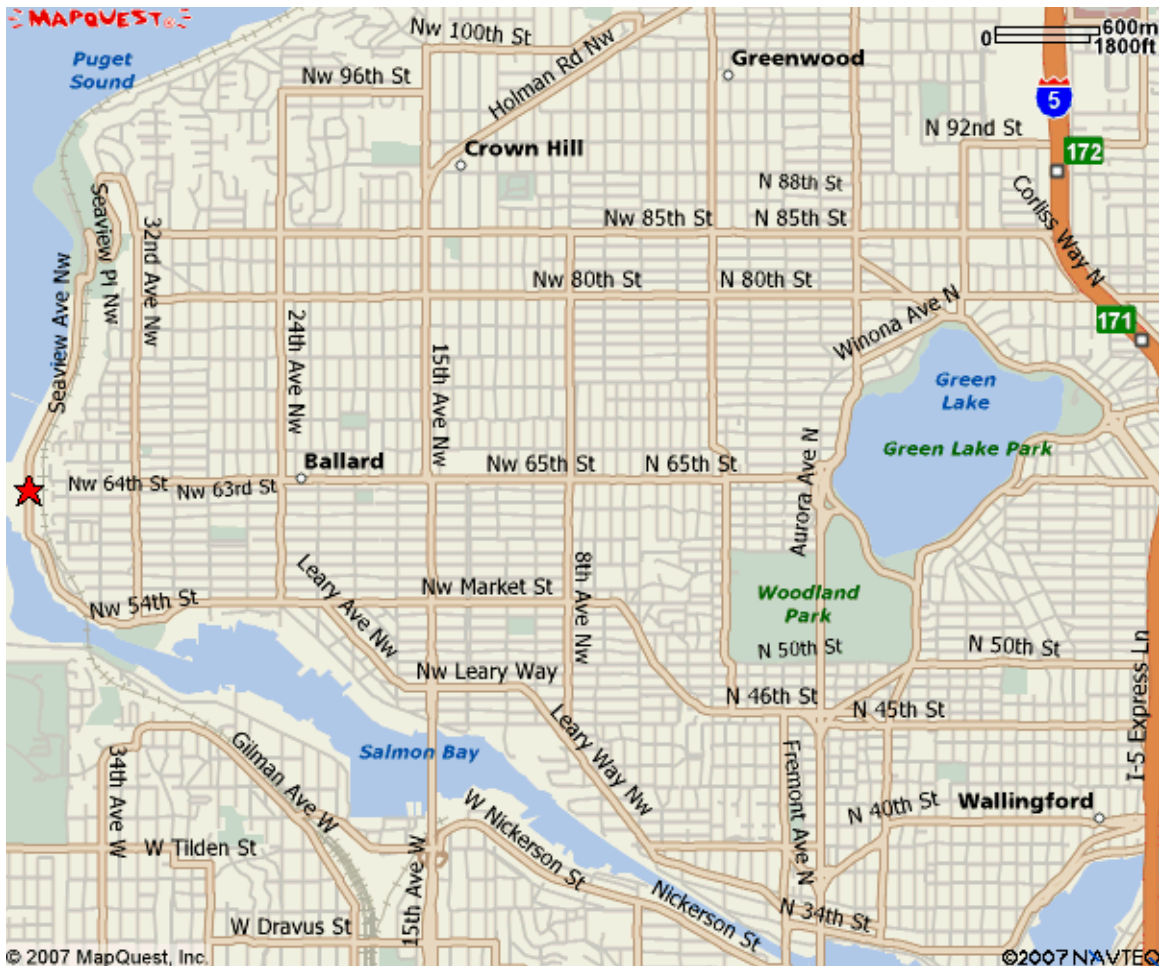 MAPQUEST®
Nw 100th St
0 600m
1800ft
Puget
Sound
Greenwood
Nw 96th St
Holman Rd Nw
5
N 92nd St
Crown Hill
172
N 88th St
Seaview Pl Nw
Corliss Way N
32nd Ave Nw
Nw 85th St
N 85th St
Nw 80th St
N 80th St
Seaview Ave Nw
Winona Ave N
171
24th Ave Nw
15th Ave Nw
Green
Lake
Green Lake Park
Ballard
Nw 65th St
N 65th St
Nw 64th St
Nw 63rd St
Aurora Ave N
Leary Ave Nw
8th Ave Nw
Nw Market St
Nw 54th St
Woodland
Park
N 50th St
N 50th St
Nw Leary Way
N 46th St
N 45th St
I-5 Express Ln
Leary Way Nw
Salmon Bay
Gilman Ave W
34th Ave W
Fremont Ave N
N 40th St
Wallingford
W Nickerson St
W Tilden St
15th Ave W
Nickerson St
N 34th St
W Dravus St
© 2007 MapQuest, Inc.
©2007 NAVTEQ